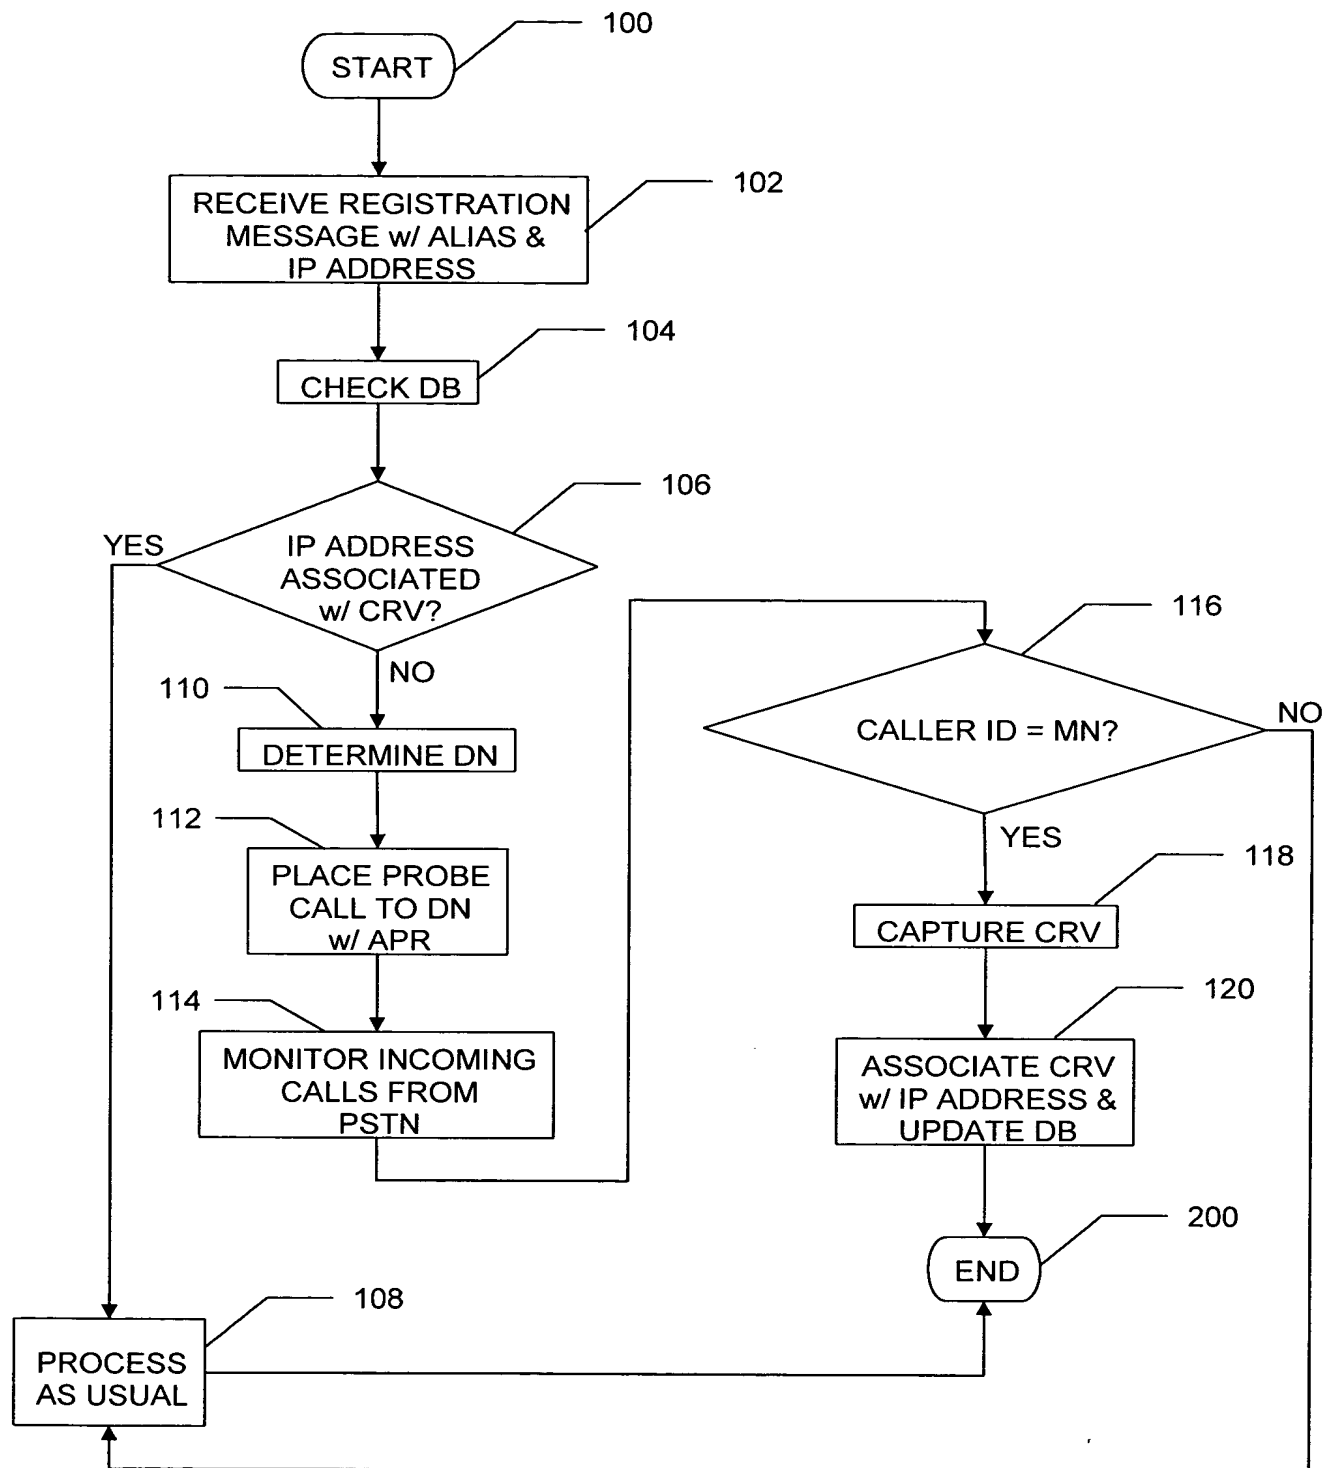 100
START
102
RECEIVE REGISTRATION
MESSAGE w/ ALIAS &
IP ADDRESS
104
CHECK DB
106
YES
IP ADDRESS
ASSOCIATED
w/ CRV?
NO
110
DETERMINE DN
112
PLACE PROBE
CALL TO DN
w/ APR
114
MONITOR INCOMING
CALLS FROM
PSTN
116
CALLER ID = MN?
NO
YES
118
CAPTURE CRV
120
ASSOCIATE CRV
w/ IP ADDRESS &
UPDATE DB
200
END
108
PROCESS
AS USUAL